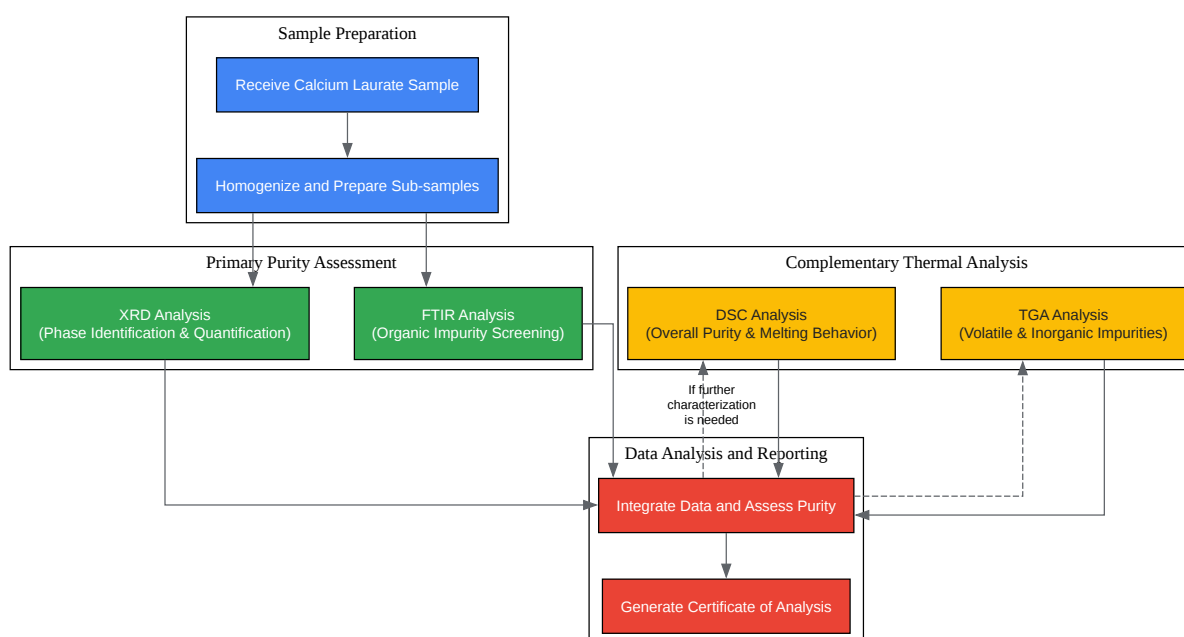 Sample Preparation
Receive Calcium Laurate Sample
Homogenize and Prepare Sub-samples
Primary Purity Assessment
XRD Analysis
(Phase Identification & Quantification)
FTIR Analysis
(Organic Impurity Screening)
Complementary Thermal Analysis
DSC Analysis
(Overall Purity & Melting Behavior)
TGA Analysis
(Volatile & Inorganic Impurities)
If further
characterization
is needed
Data Analysis and Reporting
Integrate Data and Assess Purity
Generate Certificate of Analysis